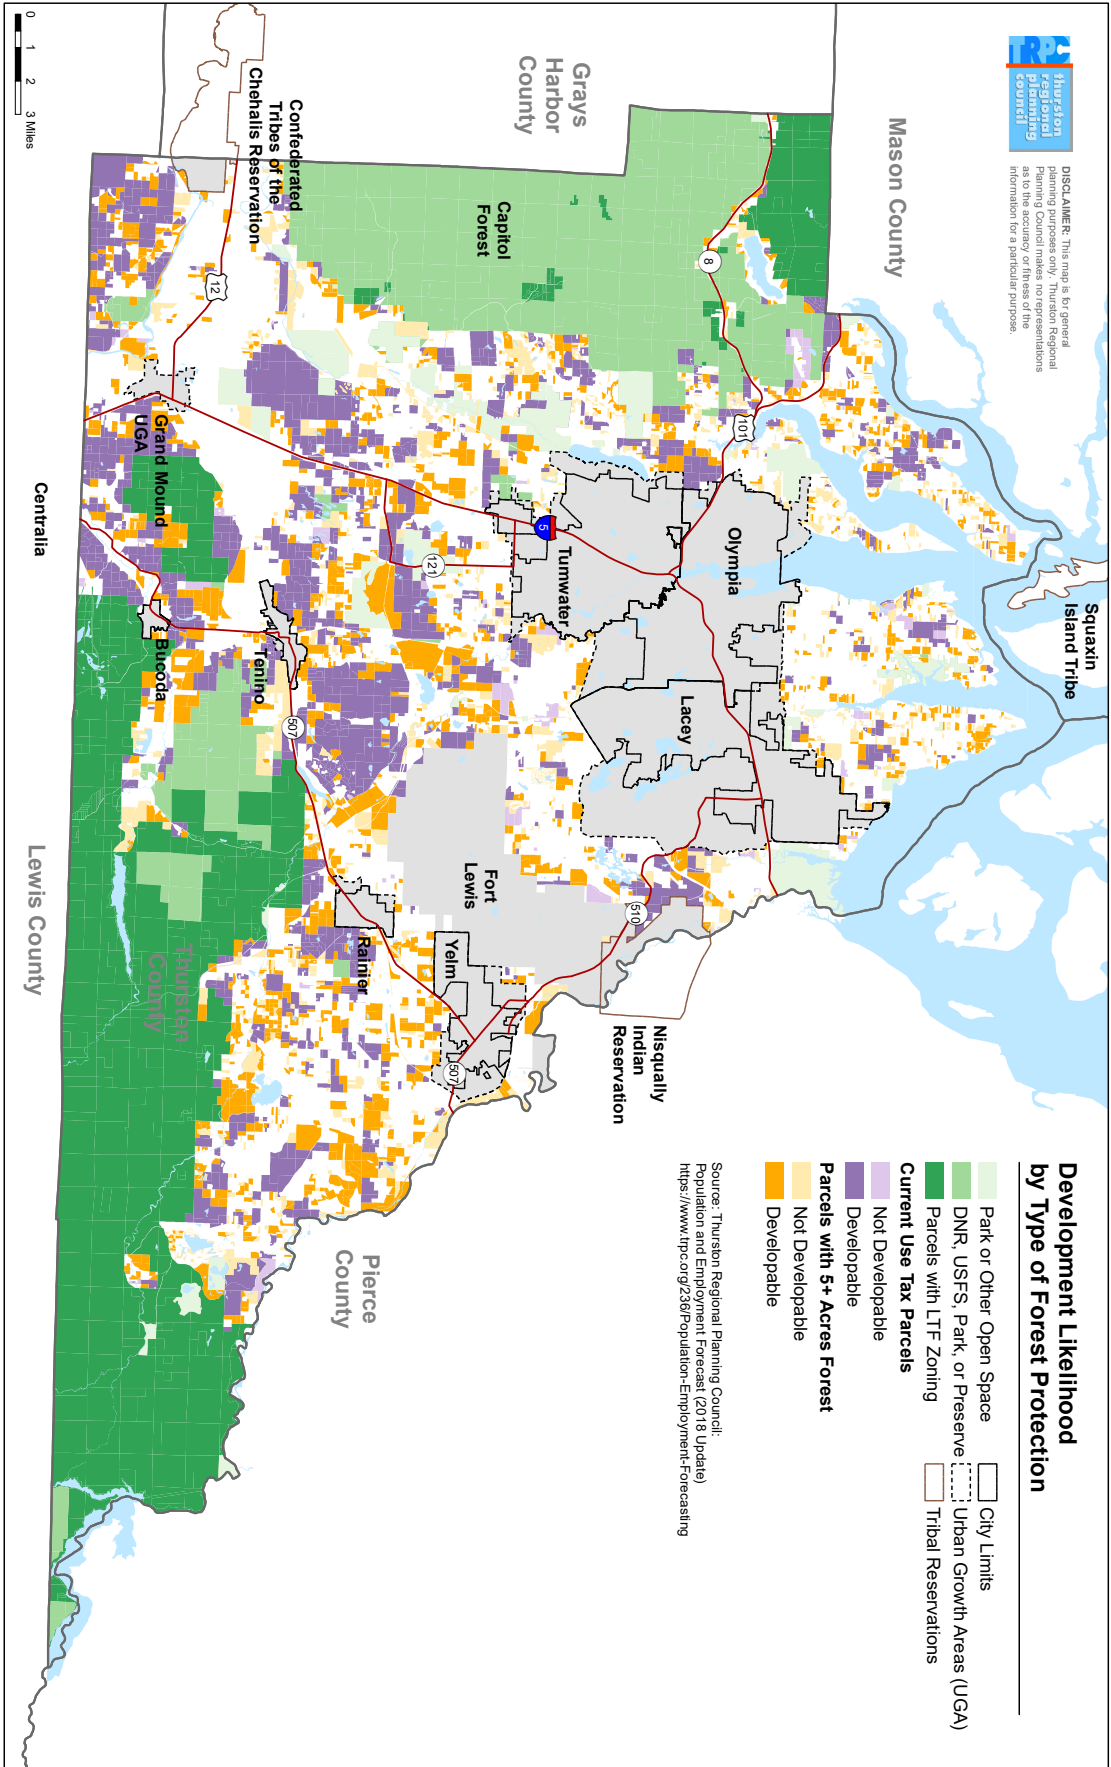 Development Likelihood
by Type of Forest Protection
Park or Other Open Space
DNR, USFS, Park, or Preserve
Parcels with LTF Zoning
Current Use Tax Parcels
Not Developable
Developable
Parcels with 5+ Acres Forest
Not Developable
Developable
City Limits
Urban Growth Areas (UGA)
Tribal Reservations
Source: Thurston Regional Planning Council:
Population and Employment Forecast (2018 Update)
https://www.trpc.org/236/Population-Employment-Forecasting
TRPC
thurston
regional
planning
council
DISCLAIMER: This map is for general
planning purposes only. Thurston Regional
Planning Council makes no representations
as to the accuracy or fitness of the
information for a particular purpose.
Mason County
Squaxin
Island Tribe
Grays
Harbor
County
Capitol
Forest
8
101
Olympia
Lacey
Tumwater
5
121
510
Nisqually
Indian
Reservation
Fort
Lewis
Yelm
507
Rainier
Pierce
County
Confederated
Tribes of the
Chehalis Reservation
12
Grand Mound
UGA
Tenino
507
Bucoda
Centralia
Thurston
County
Lewis County
0
1
2
3 Miles